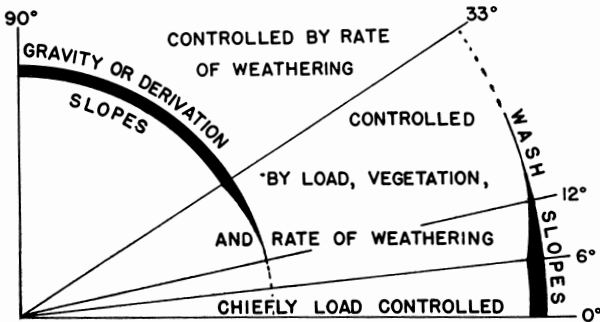 90°
33°
CONTROLLED BY RATE
OF WEATHERING
GRAVITY OR DERIVATION
SLOPES
CONTROLLED
BY LOAD, VEGETATION,
AND RATE OF WEATHERING
WASH SLOPES
12°
6°
CHIEFLY LOAD CONTROLLED
0°